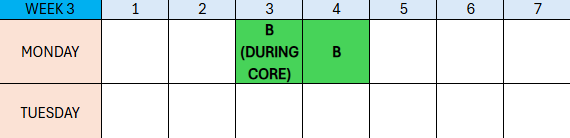 WEEK 3 1 2 3 4 5 6 7
MONDAY
B
(DURING
CORE)
B
TUESDAY